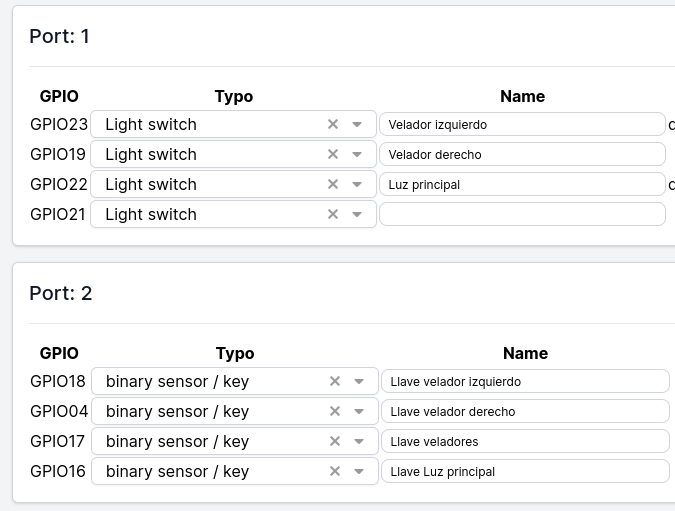 Port: 1
GPIO Typo Name
GPIO23 Light switch Velador izquierdo
GPIO19 Light switch Velador derecho
GPIO22 Light switch Luz principal
GPIO21 Light switch
Port: 2
GPIO Typo Name
GPIO18 binary sensor / key Llave velador izquierdo
GPIO04 binary sensor / key Llave velador derecho
GPIO17 binary sensor / key Llave veladores
GPIO16 binary sensor / key Llave Luz principal